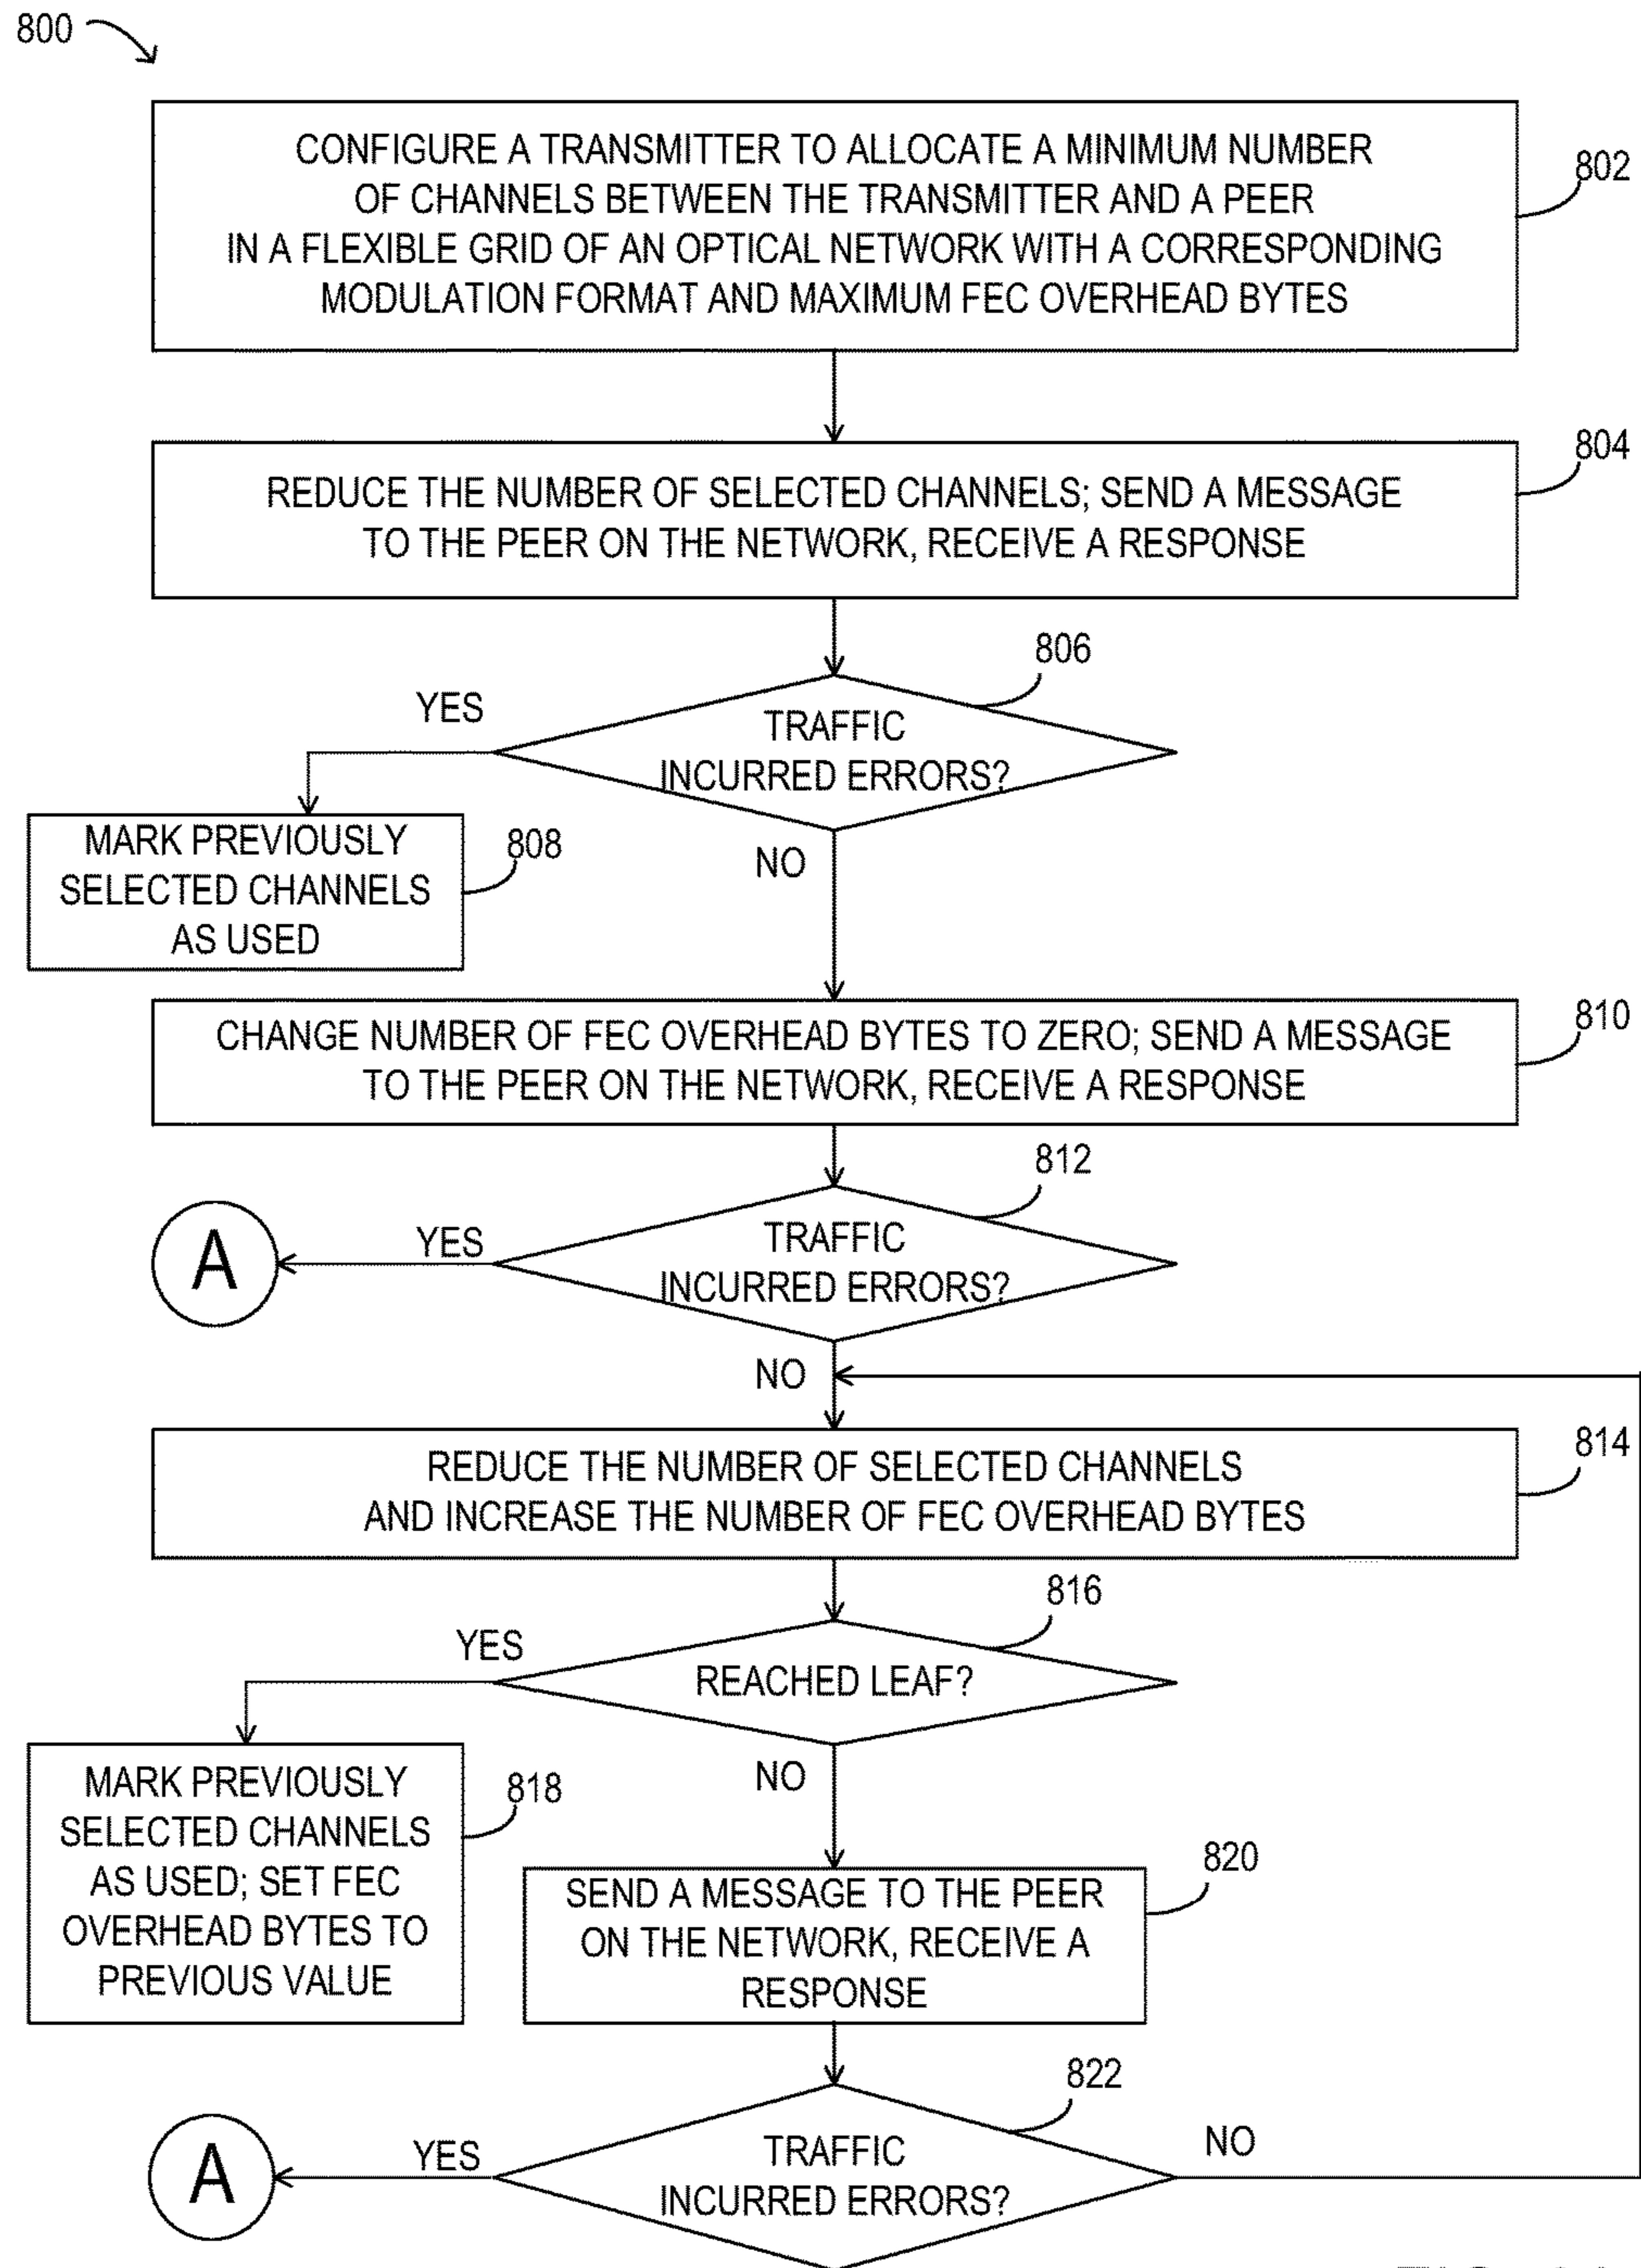 800
CONFIGURE A TRANSMITTER TO ALLOCATE A MINIMUM NUMBER
OF CHANNELS BETWEEN THE TRANSMITTER AND A PEER
IN A FLEXIBLE GRID OF AN OPTICAL NETWORK WITH A CORRESPONDING
MODULATION FORMAT AND MAXIMUM FEC OVERHEAD BYTES
802
REDUCE THE NUMBER OF SELECTED CHANNELS; SEND A MESSAGE
TO THE PEER ON THE NETWORK, RECEIVE A RESPONSE
804
806
TRAFFIC
INCURRED ERRORS?
YES
NO
MARK PREVIOUSLY
SELECTED CHANNELS
AS USED
808
CHANGE NUMBER OF FEC OVERHEAD BYTES TO ZERO; SEND A MESSAGE
TO THE PEER ON THE NETWORK, RECEIVE A RESPONSE
810
812
TRAFFIC
INCURRED ERRORS?
YES
A
NO
REDUCE THE NUMBER OF SELECTED CHANNELS
AND INCREASE THE NUMBER OF FEC OVERHEAD BYTES
814
816
REACHED LEAF?
YES
NO
MARK PREVIOUSLY
SELECTED CHANNELS
AS USED; SET FEC
OVERHEAD BYTES TO
PREVIOUS VALUE
818
SEND A MESSAGE TO THE PEER
ON THE NETWORK, RECEIVE A
RESPONSE
820
822
TRAFFIC
INCURRED ERRORS?
YES
A
NO